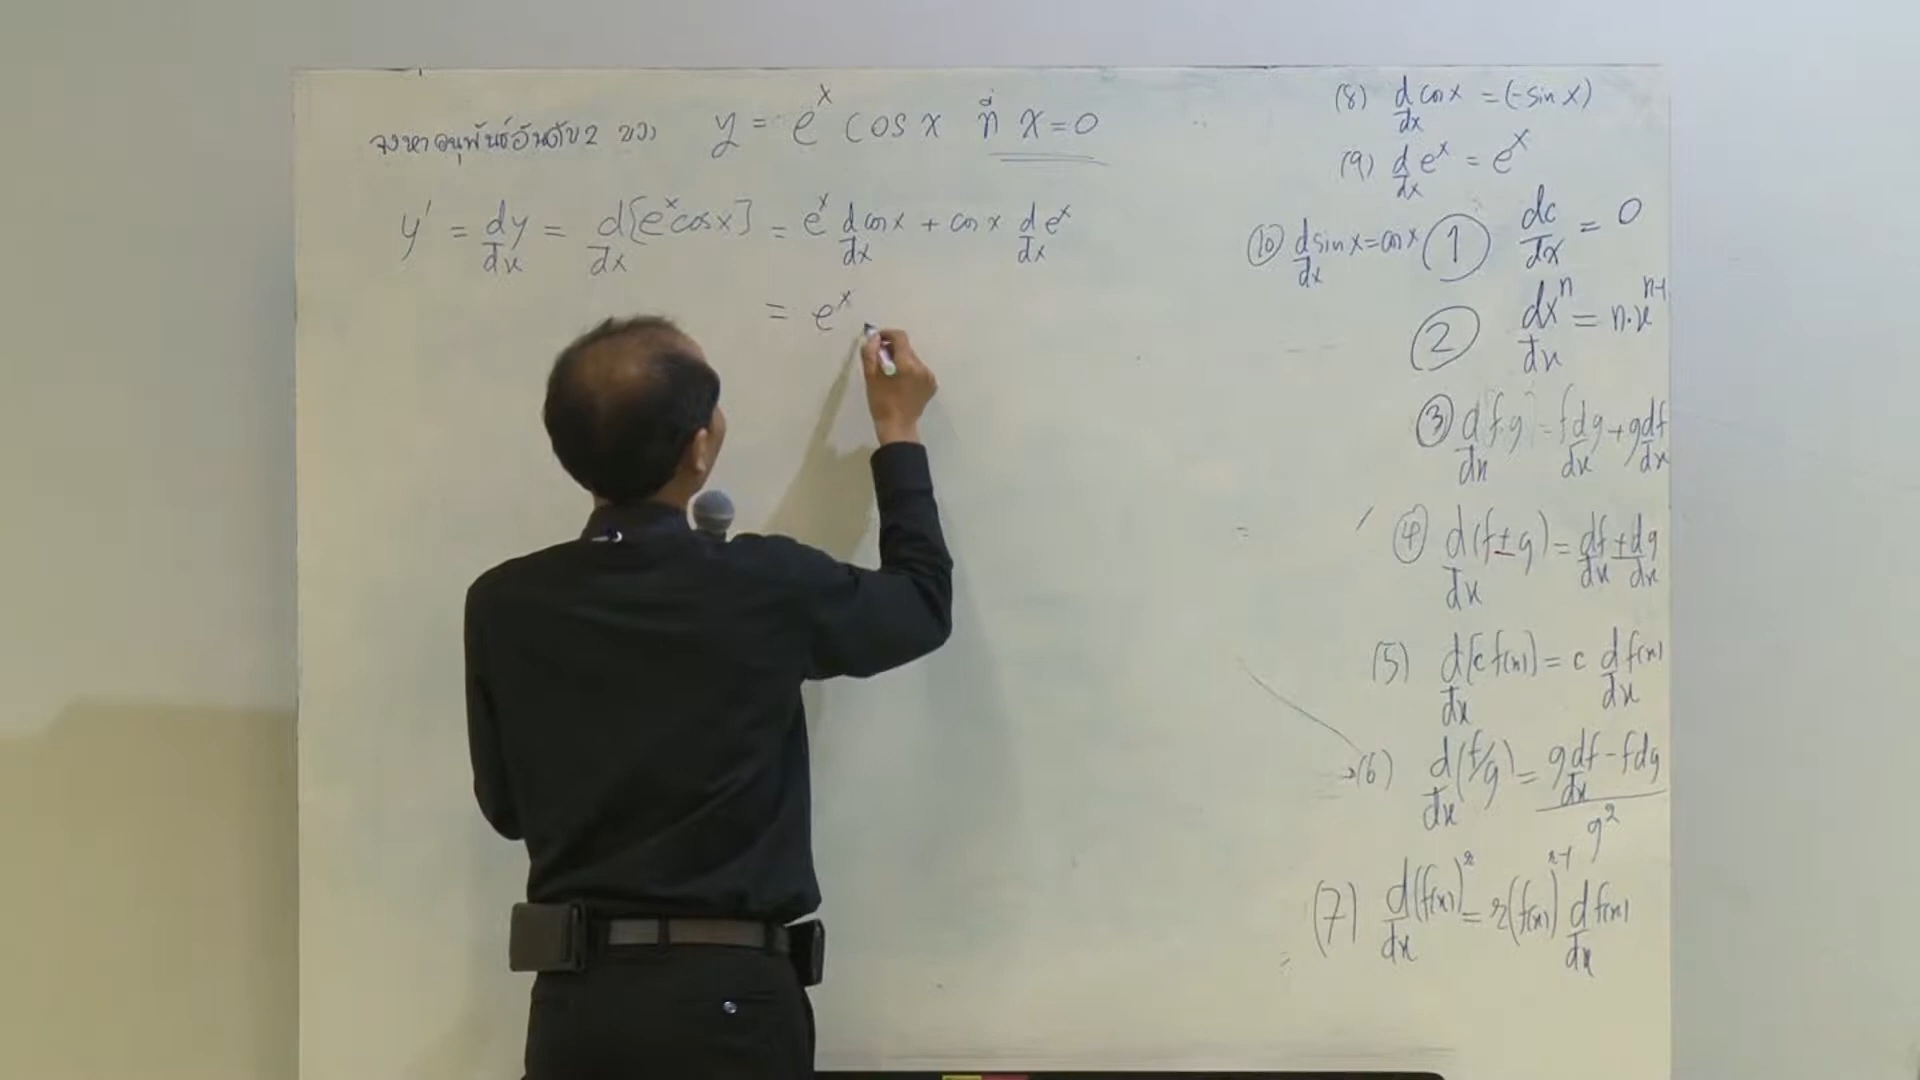 จงหาอนุพันธ์อันดับ 2 ของ y = e^x cos x ที่ x = 0
y' = dy/dx = d/dx [e^x cos x] = e^x d/dx cos x + cos x d/dx e^x
= e^x
(8) d/dx cos x = (-sin x)
(9) d/dx e^x = e^x
(10) d/dx sin x = cos x
(1) dc/dx = 0
(2) dx^n/dx = n·x^(n-1)
(3) d/dx f·g = f dg/dx + g df/dx
(4) d/dx (f ± g) = df/dx ± dg/dx
(5) d/dx [c f(x)] = c d/dx f(x)
→(6) d/dx (f/g) = (g df/dx - f dg)/g^2
(7) d/dx (f(x))^r = r (f(x))^(r-1) d/dx f(x)